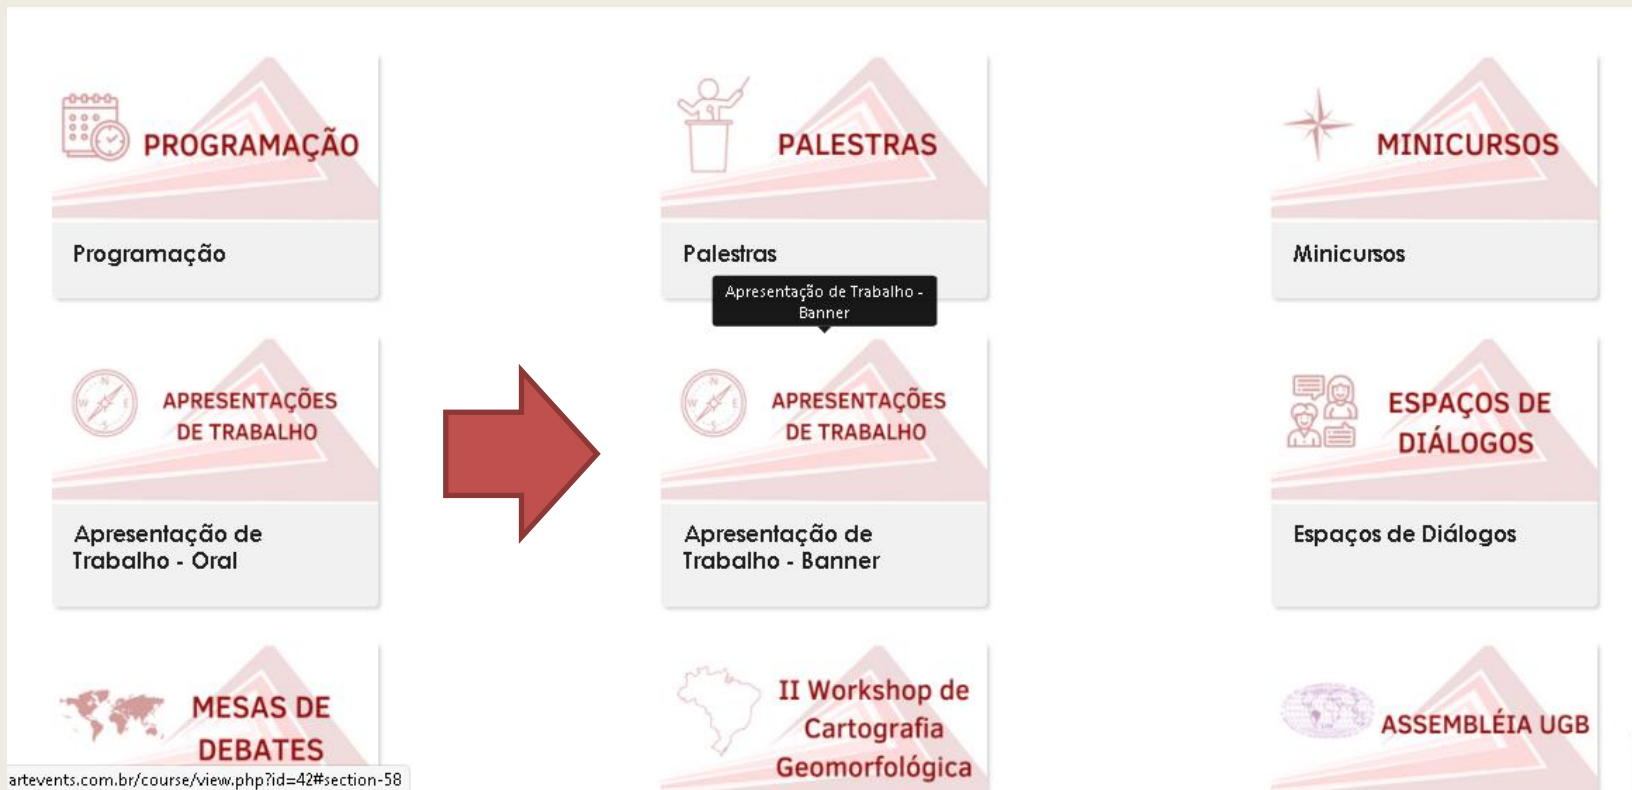 PROGRAMAÇÃO
Programação
PALESTRAS
Palestras
MINICURSOS
Minicursos
Apresentação de Trabalho -
Banner
N
W
E
S
APRESENTAÇÕES
DE TRABALHO
Apresentação de
Trabalho - Oral
N
W
E
S
APRESENTAÇÕES
DE TRABALHO
Apresentação de
Trabalho - Banner
ESPAÇOS DE
DIÁLOGOS
Espaços de Diálogos
MESAS DE
DEBATES
II Workshop de
Cartografia
Geomorfológica
ASSEMBLÉIA UGB
artevents.com.br/course/view.php?id=42#section-58